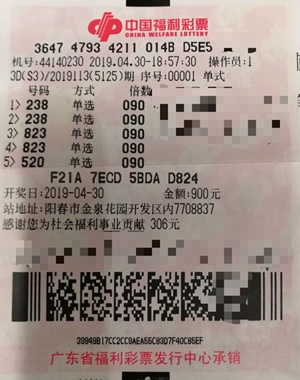 中国福利彩票
CHINA WELFARE LOTTERY
3647 4793 4211 014B D5E5
机号:44140230 2019.04.30-18:57:30 操作员:1
3D(S3)/2019113(5125)期 序号:00001 单式
号码 方式 倍数
1> 238 单选 090
2> 238 单选 090
3> 823 单选 090
4> 823 单选 090
5> 520 单选 090
F21A 7ECD 5BDA D824
开奖日:2019-04-30 金额:900元
站地址:阳春市金泉花园开发区内7708837
感谢您为社会福利事业贡献 306元
39949B17CC2CC9AEA55C83D7F40C85EF
广东省福利彩票发行中心承销